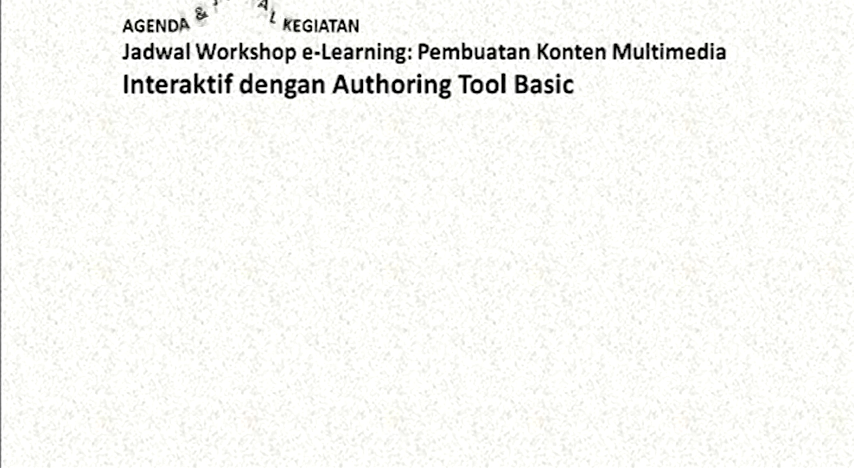 AGENDA & KEGIATAN
Jadwal Workshop e-Learning: Pembuatan Konten Multimedia
Interaktif dengan Authoring Tool Basic